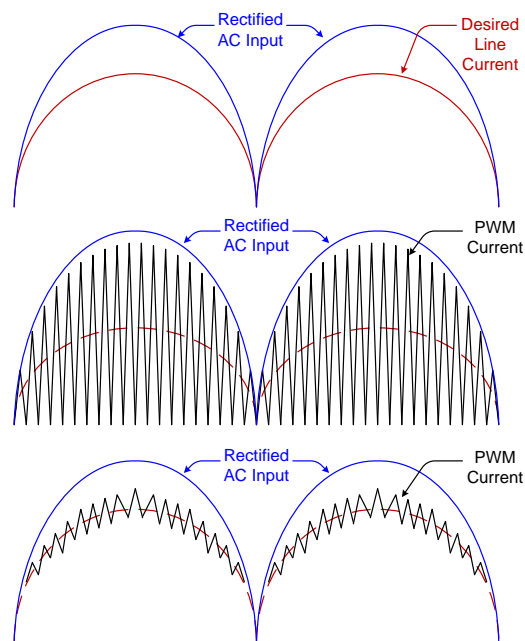 Rectified
AC Input
Desired
Line
Current
Rectified
AC Input
PWM
Current
Rectified
AC Input
PWM
Current